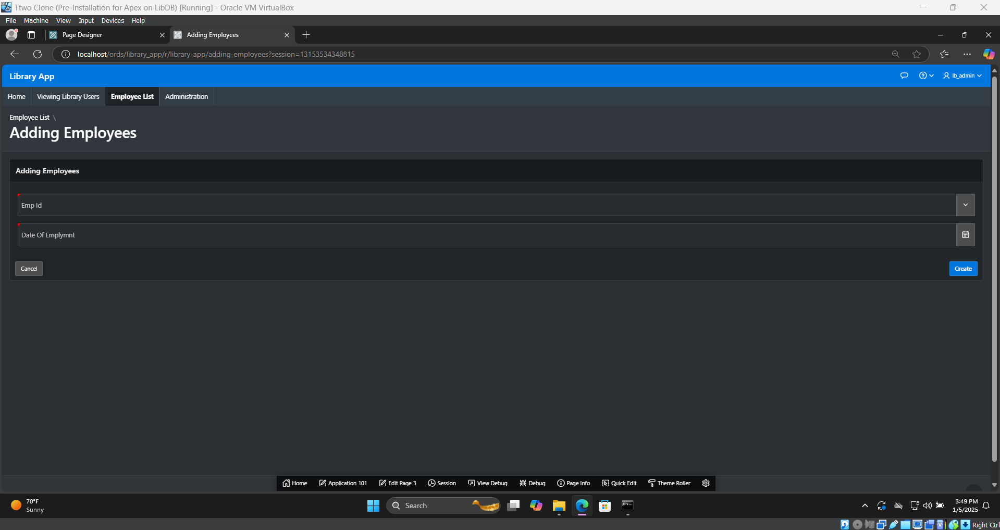 Ttwo Clone (Pre-Installation for Apex on LibDB) [Running] - Oracle VM VirtualBox
File Machine View Input Devices Help
Page Designer
Adding Employees
localhost/ords/library_app/r/library-app/adding-employees?session=13153534348815
Library App
lb_admin
Home Viewing Library Users Employee List Administration
Employee List \
Adding Employees
Adding Employees
Emp Id
Date Of Emplymnt
Cancel
Create
Home Application 101 Edit Page 3 Session View Debug Debug Page Info Quick Edit Theme Roller
70°F
Sunny
Search
3:49 PM
1/5/2025
Right Ctrl